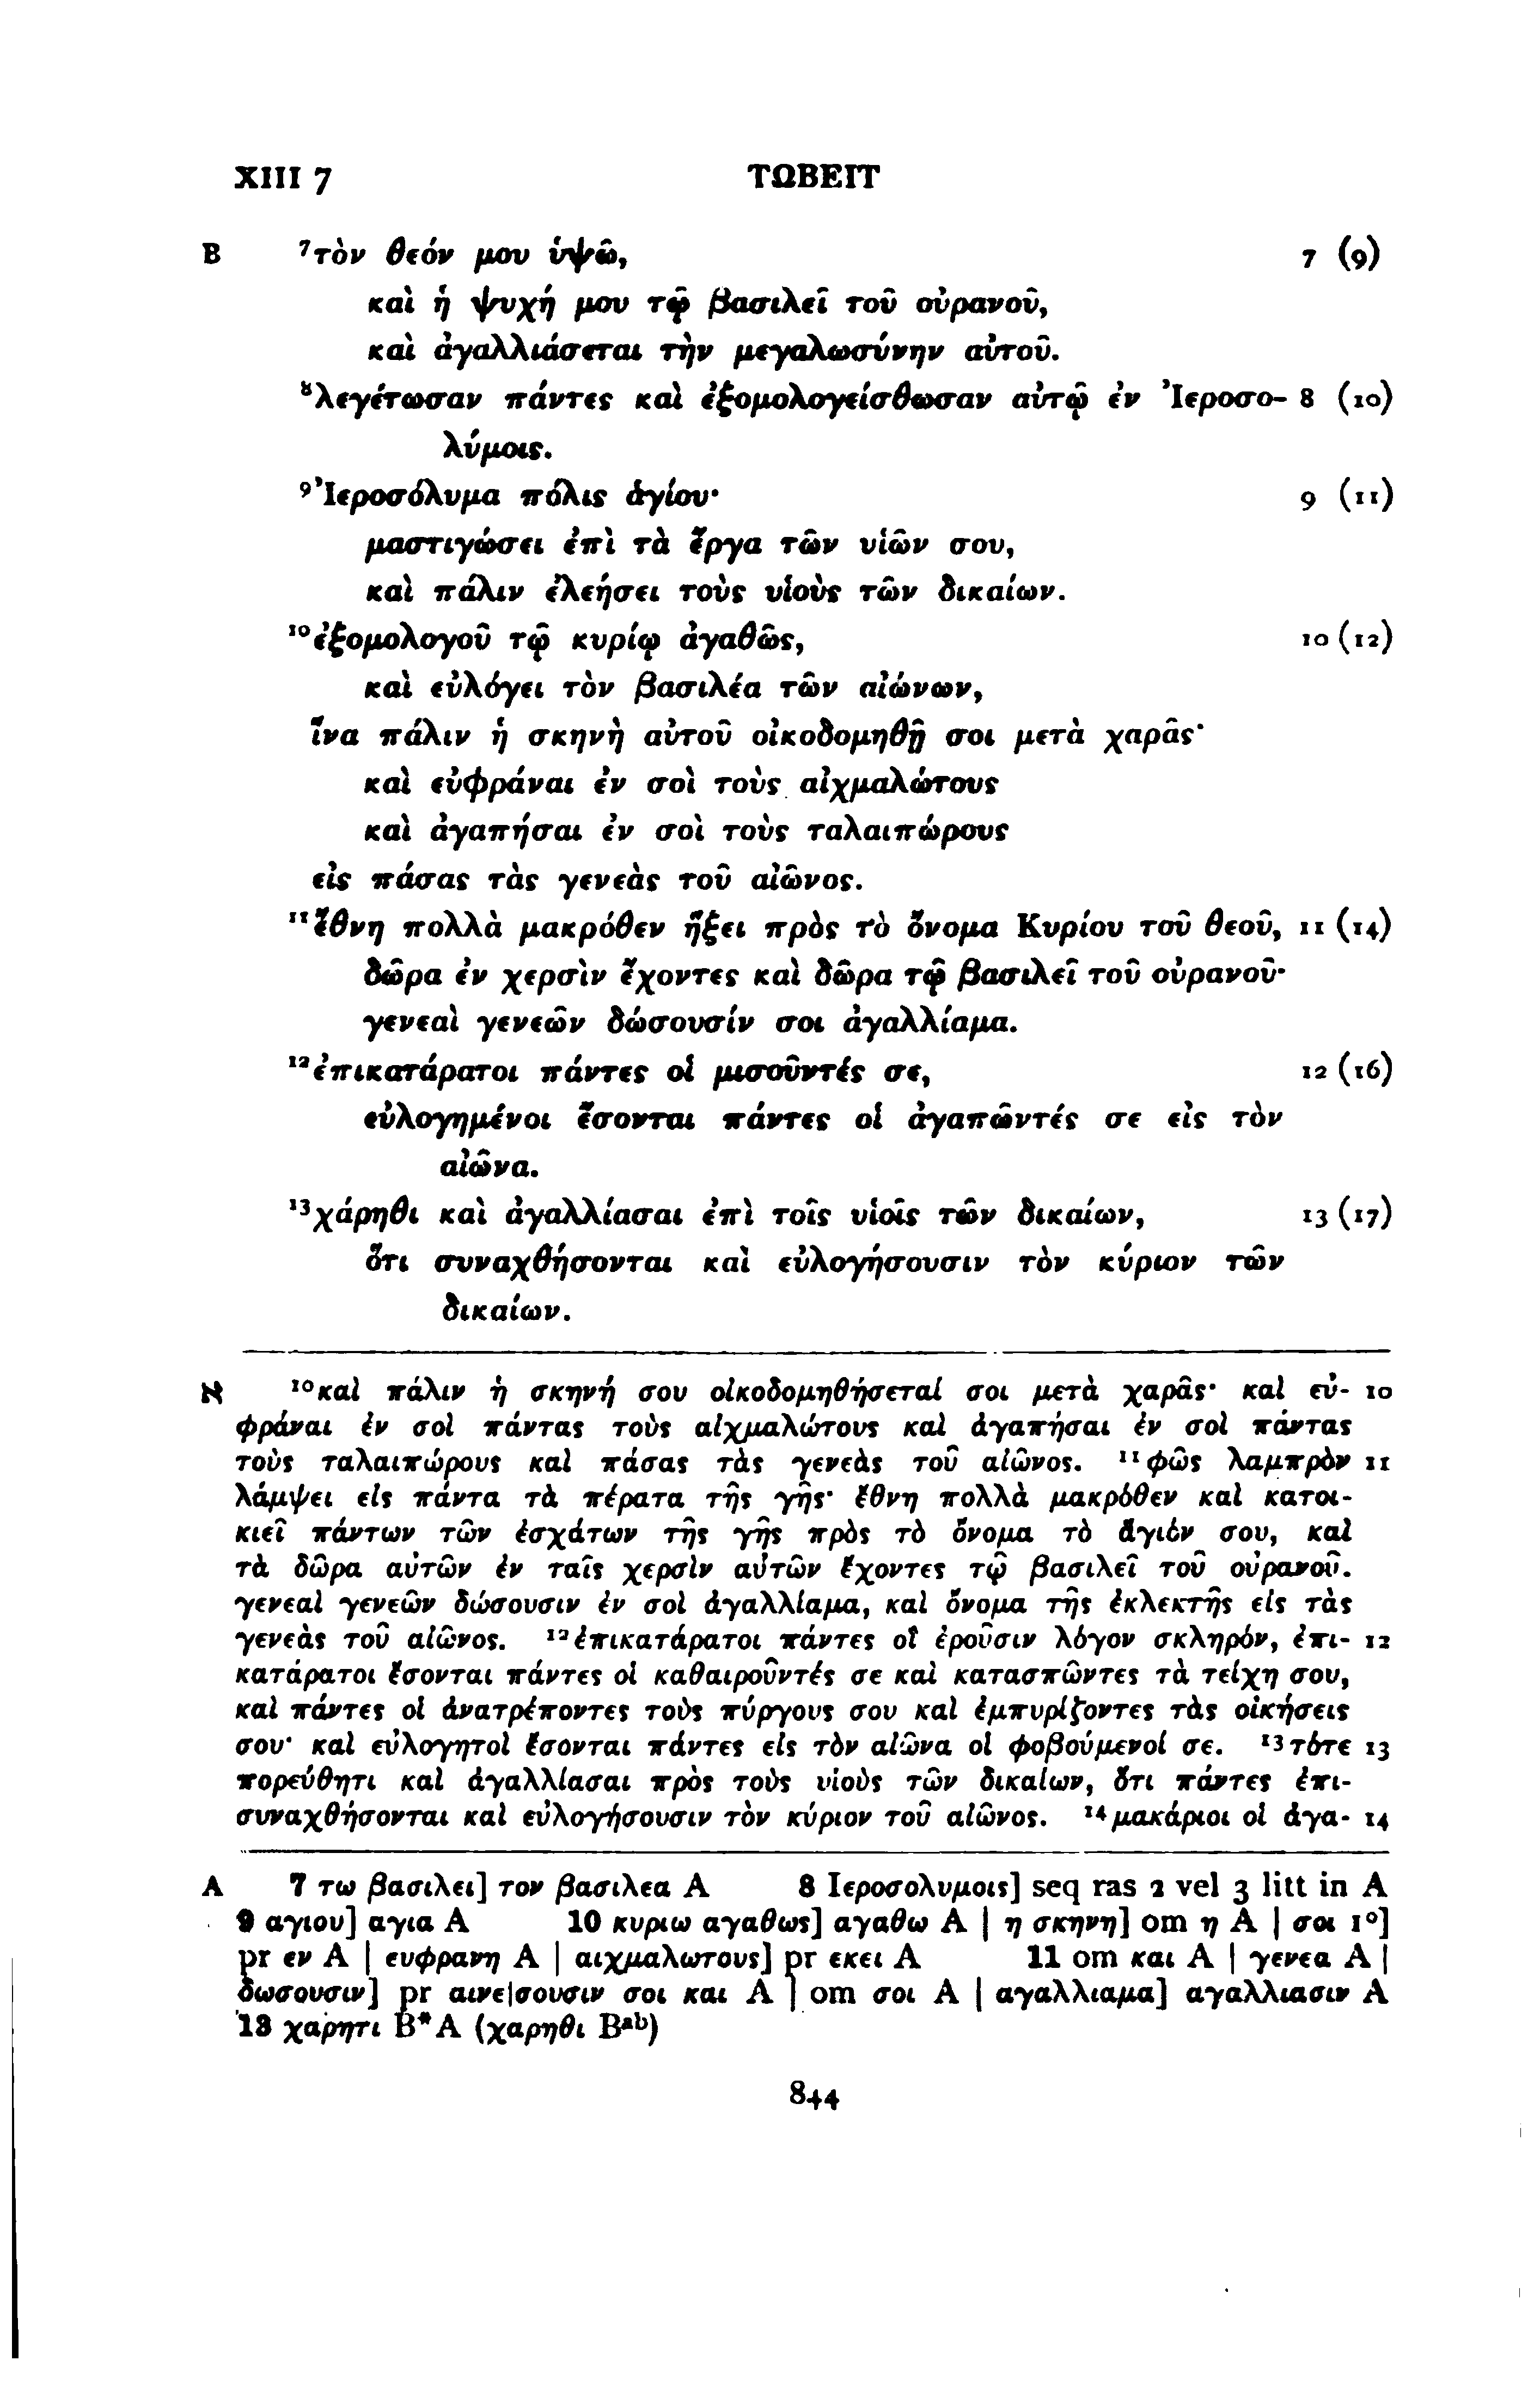 XIII 7 ΤΩΒΕΙΤ
B ⁷τὸν θεόν μου ὑψῶ, 7 (9)
καὶ ἡ ψυχή μου τῷ βασιλεῖ τοῦ οὐρανοῦ,
καὶ ἀγαλλιάσεται τὴν μεγαλωσύνην αὐτοῦ.
⁸λεγέτωσαν πάντες καὶ ἐξομολογείσθωσαν αὐτῷ ἐν Ἰεροσο- 8 (10)
λύμοις.
⁹Ἰεροσόλυμα πόλις ἁγίου· 9 (11)
μαστιγώσει ἐπὶ τὰ ἔργα τῶν υἱῶν σου,
καὶ πάλιν ἐλεήσει τοὺς υἱοὺς τῶν δικαίων.
¹⁰ἐξομολογοῦ τῷ κυρίῳ ἀγαθῶς, 10 (12)
καὶ εὐλόγει τὸν βασιλέα τῶν αἰώνων,
ἵνα πάλιν ἡ σκηνὴ αὐτοῦ οἰκοδομηθῇ σοι μετὰ χαρᾶς·
καὶ εὐφράναι ἐν σοὶ τοὺς αἰχμαλώτους
καὶ ἀγαπήσαι ἐν σοὶ τοὺς ταλαιπώρους
εἰς πάσας τὰς γενεὰς τοῦ αἰῶνος.
¹¹ἔθνη πολλὰ μακρόθεν ἥξει πρὸς τὸ ὄνομα Κυρίου τοῦ θεοῦ, 11 (14)
δῶρα ἐν χερσὶν ἔχοντες καὶ δῶρα τῷ βασιλεῖ τοῦ οὐρανοῦ·
γενεαὶ γενεῶν δώσουσίν σοι ἀγαλλίαμα.
¹²ἐπικατάρατοι πάντες οἱ μισοῦντές σε, 12 (16)
εὐλογημένοι ἔσονται πάντες οἱ ἀγαπῶντές σε εἰς τὸν
αἰῶνα.
¹³χάρηθι καὶ ἀγαλλίασαι ἐπὶ τοῖς υἱοῖς τῶν δικαίων, 13 (17)
ὅτι συναχθήσονται καὶ εὐλογήσουσιν τὸν κύριον τῶν
δικαίων.
א ¹⁰καὶ πάλιν ἡ σκηνή σου οἰκοδομηθήσεταί σοι μετὰ χαρᾶς· καὶ εὐ- 10
φράναι ἐν σοὶ πάντας τοὺς αἰχμαλώτους καὶ ἀγαπήσαι ἐν σοὶ πάντας
τοὺς ταλαιπώρους καὶ πάσας τὰς γενεὰς τοῦ αἰῶνος. ¹¹φῶς λαμπρὸν 11
λάμψει εἰς πάντα τὰ πέρατα τῆς γῆς· ἔθνη πολλὰ μακρόθεν καὶ κατοι-
κιεῖ πάντων τῶν ἐσχάτων τῆς γῆς πρὸς τὸ ὄνομα τὸ ἅγιόν σου, καὶ
τὰ δῶρα αὐτῶν ἐν ταῖς χερσὶν αὐτῶν ἔχοντες τῷ βασιλεῖ τοῦ οὐρανοῦ.
γενεαὶ γενεῶν δώσουσιν ἐν σοὶ ἀγαλλίαμα, καὶ ὄνομα τῆς ἐκλεκτῆς εἰς τὰς
γενεὰς τοῦ αἰῶνος. ¹²ἐπικατάρατοι πάντες οἳ ἐροῦσιν λόγον σκληρόν, ἐπι- 12
κατάρατοι ἔσονται πάντες οἱ καθαιροῦντές σε καὶ κατασπῶντες τὰ τείχη σου,
καὶ πάντες οἱ ἀνατρέποντες τοὺς πύργους σου καὶ ἐμπυρίζοντες τὰς οἰκήσεις
σου· καὶ εὐλογητοὶ ἔσονται πάντες εἰς τὸν αἰῶνα οἱ φοβούμενοί σε. ¹³τότε 13
πορεύθητι καὶ ἀγαλλίασαι πρὸς τοὺς υἱοὺς τῶν δικαίων, ὅτι πάντες ἐπι-
συναχθήσονται καὶ εὐλογήσουσιν τὸν κύριον τοῦ αἰῶνος. ¹⁴μακάριοι οἱ ἀγα- 14
A 7 τω βασιλει] τον βασιλεα A 8 Ιεροσολυμοις] seq ras 2 vel 3 litt in A
9 αγιου] αγια A 10 κυριω αγαθως] αγαθω A | η σκηνη] om η A | σοι 1°]
pr εν A | ευφρανη A | αιχμαλωτους] pr εκει A 11 om και A | γενεα A |
δωσουσιν] pr αινε|σουσιν σοι και A | om σοι A | αγαλλιαμα] αγαλλιασιν A
13 χαρητι B*A (χαρηθι Bᵃᵇ)
844